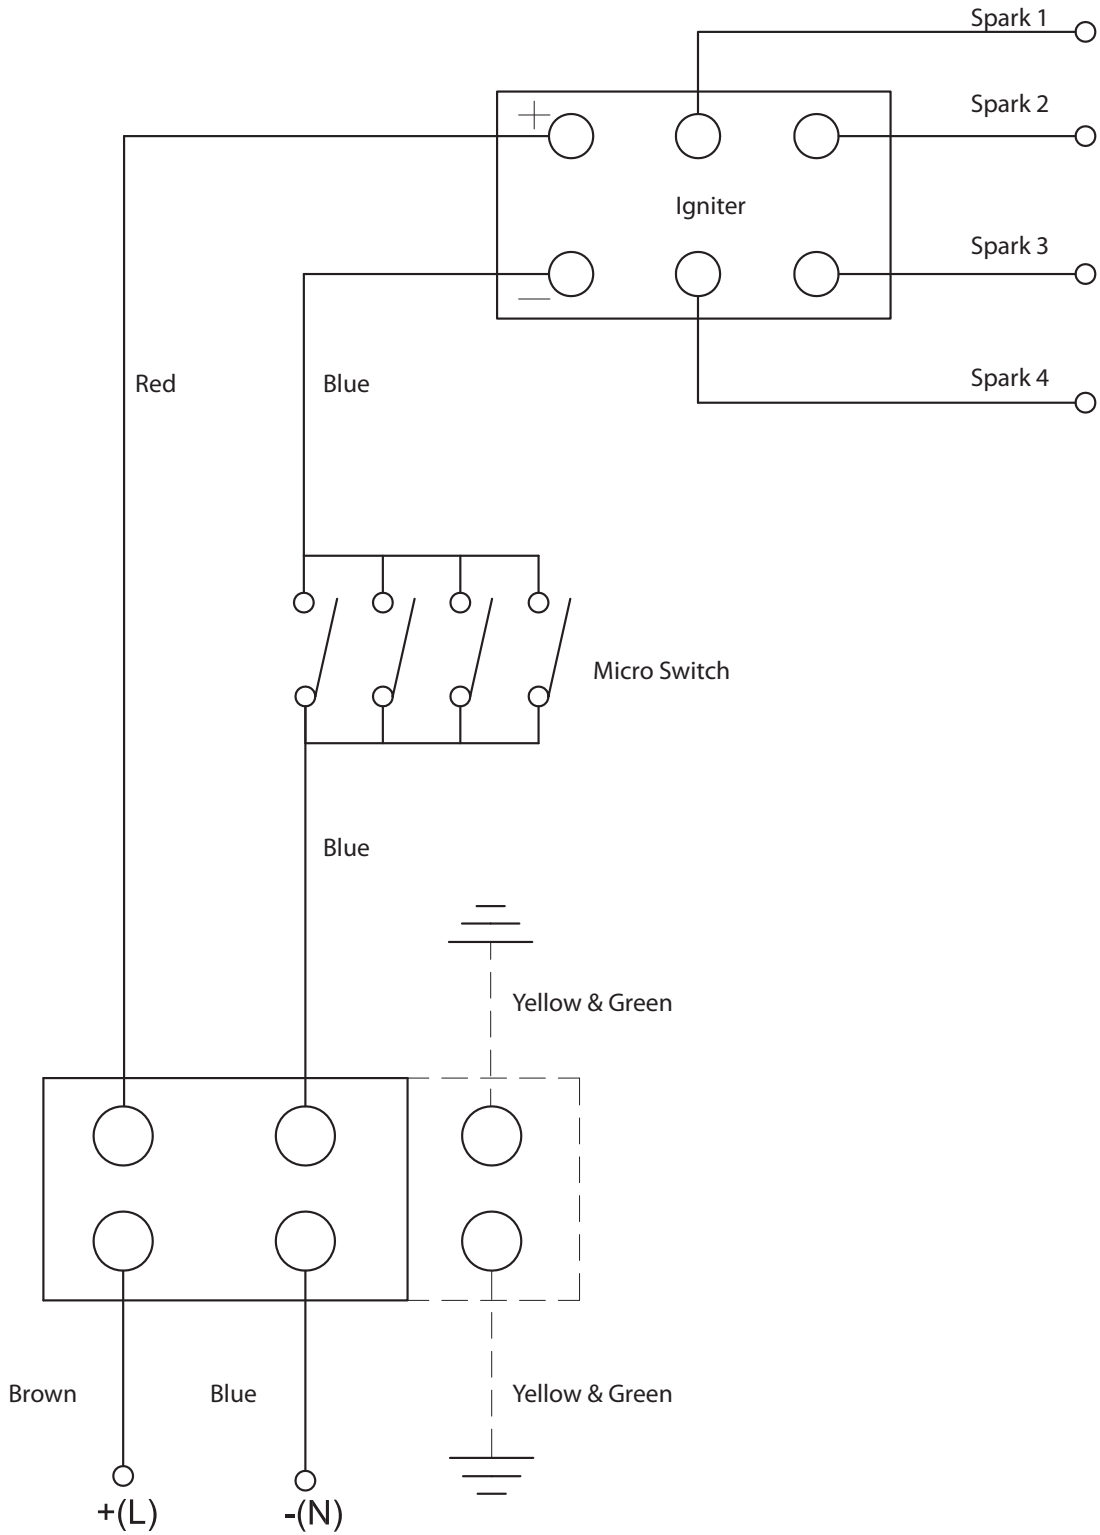 Spark 1
Spark 2
+
Igniter
Spark 3
—
Spark 4
Red
Blue
Micro Switch
Blue
Yellow & Green
Brown
Blue
Yellow & Green
+(L)
-(N)